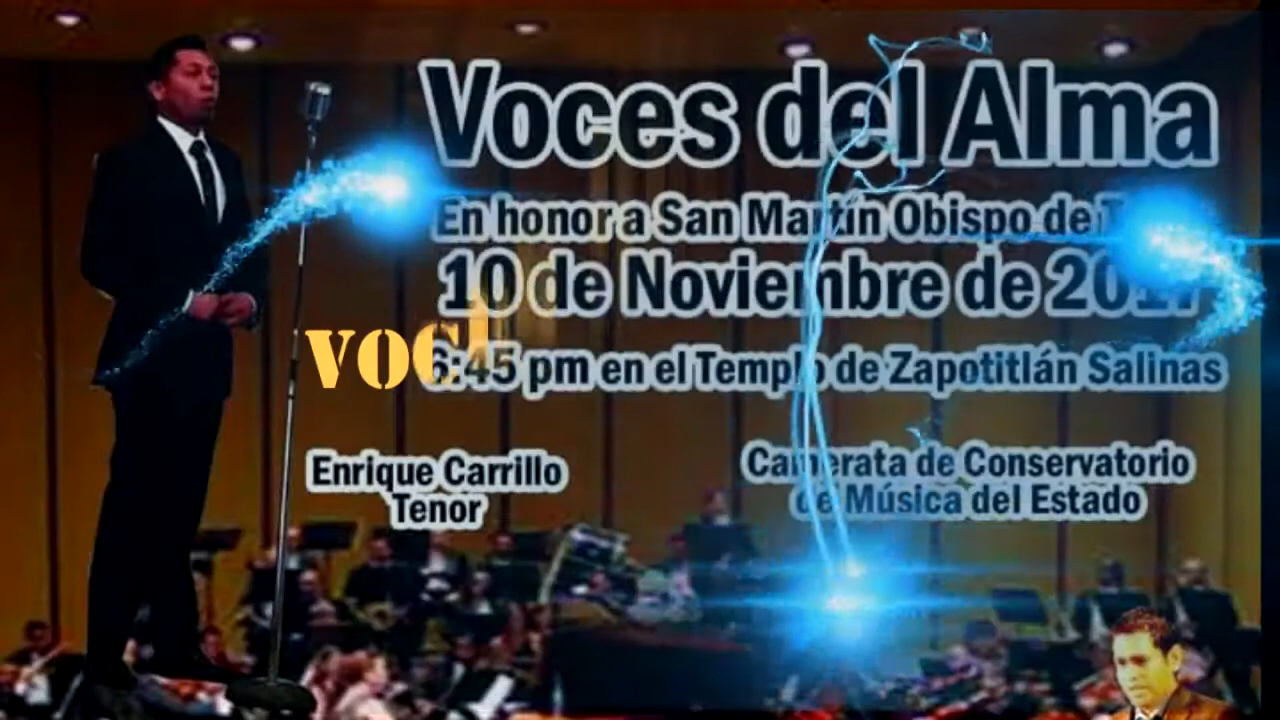 Voces del Alma
En honor a San Martín Obispo de
10 de Noviembre de 2017
VOC
6:45 pm en el Templo de Zapotitlán Salinas
Enrique Carrillo
Tenor
Camerata de Conservatorio
de Música del Estado